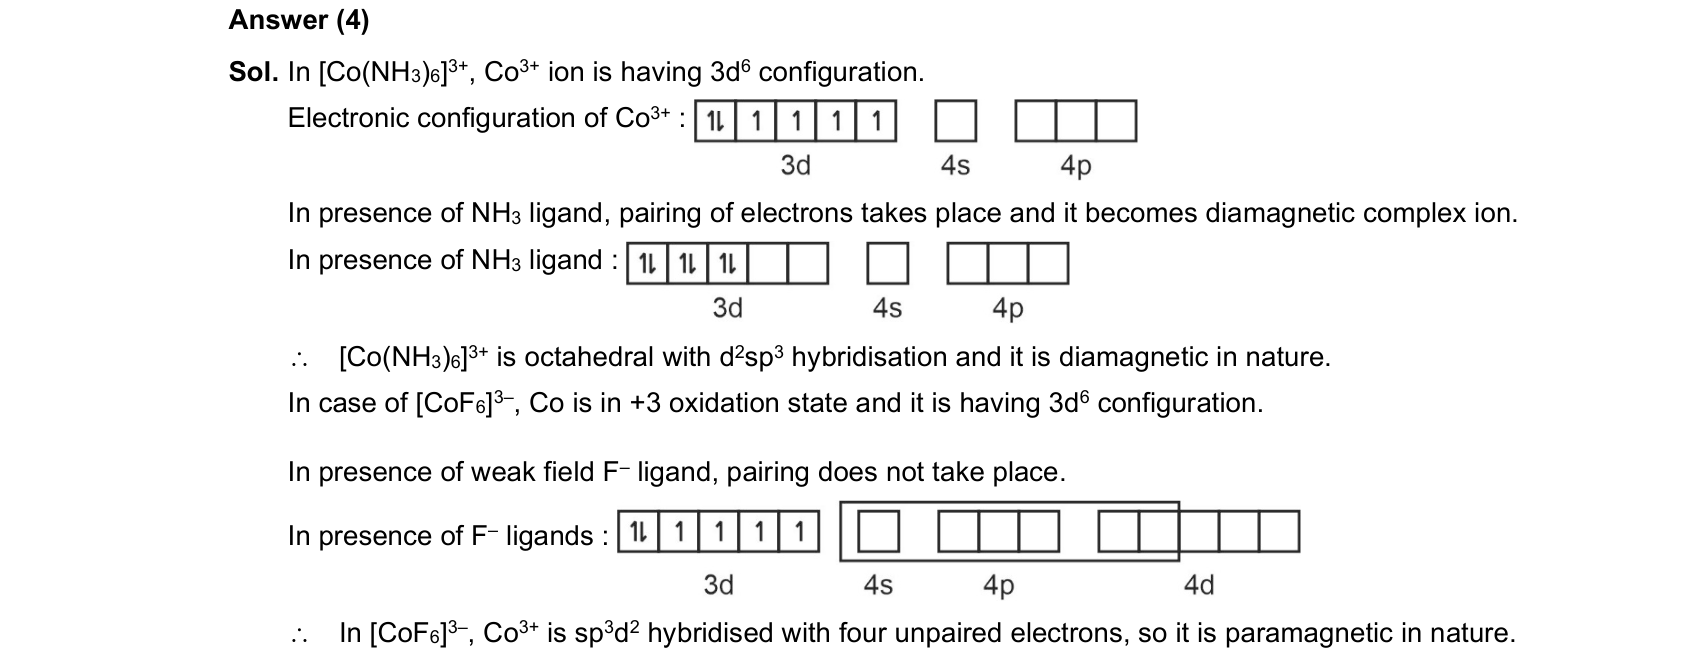 Answer (4)
Sol. In [Co(NH₃)₆]³⁺, Co³⁺ ion is having 3d⁶ configuration.
Electronic configuration of Co³⁺ : ⥮ 1 1 1 1
3d 4s 4p
In presence of NH₃ ligand, pairing of electrons takes place and it becomes diamagnetic complex ion.
In presence of NH₃ ligand : ⥮ ⥮ ⥮
3d 4s 4p
∴ [Co(NH₃)₆]³⁺ is octahedral with d²sp³ hybridisation and it is diamagnetic in nature.
In case of [CoF₆]³⁻, Co is in +3 oxidation state and it is having 3d⁶ configuration.
In presence of weak field F⁻ ligand, pairing does not take place.
In presence of F⁻ ligands : ⥮ 1 1 1 1
3d 4s 4p 4d
∴ In [CoF₆]³⁻, Co³⁺ is sp³d² hybridised with four unpaired electrons, so it is paramagnetic in nature.